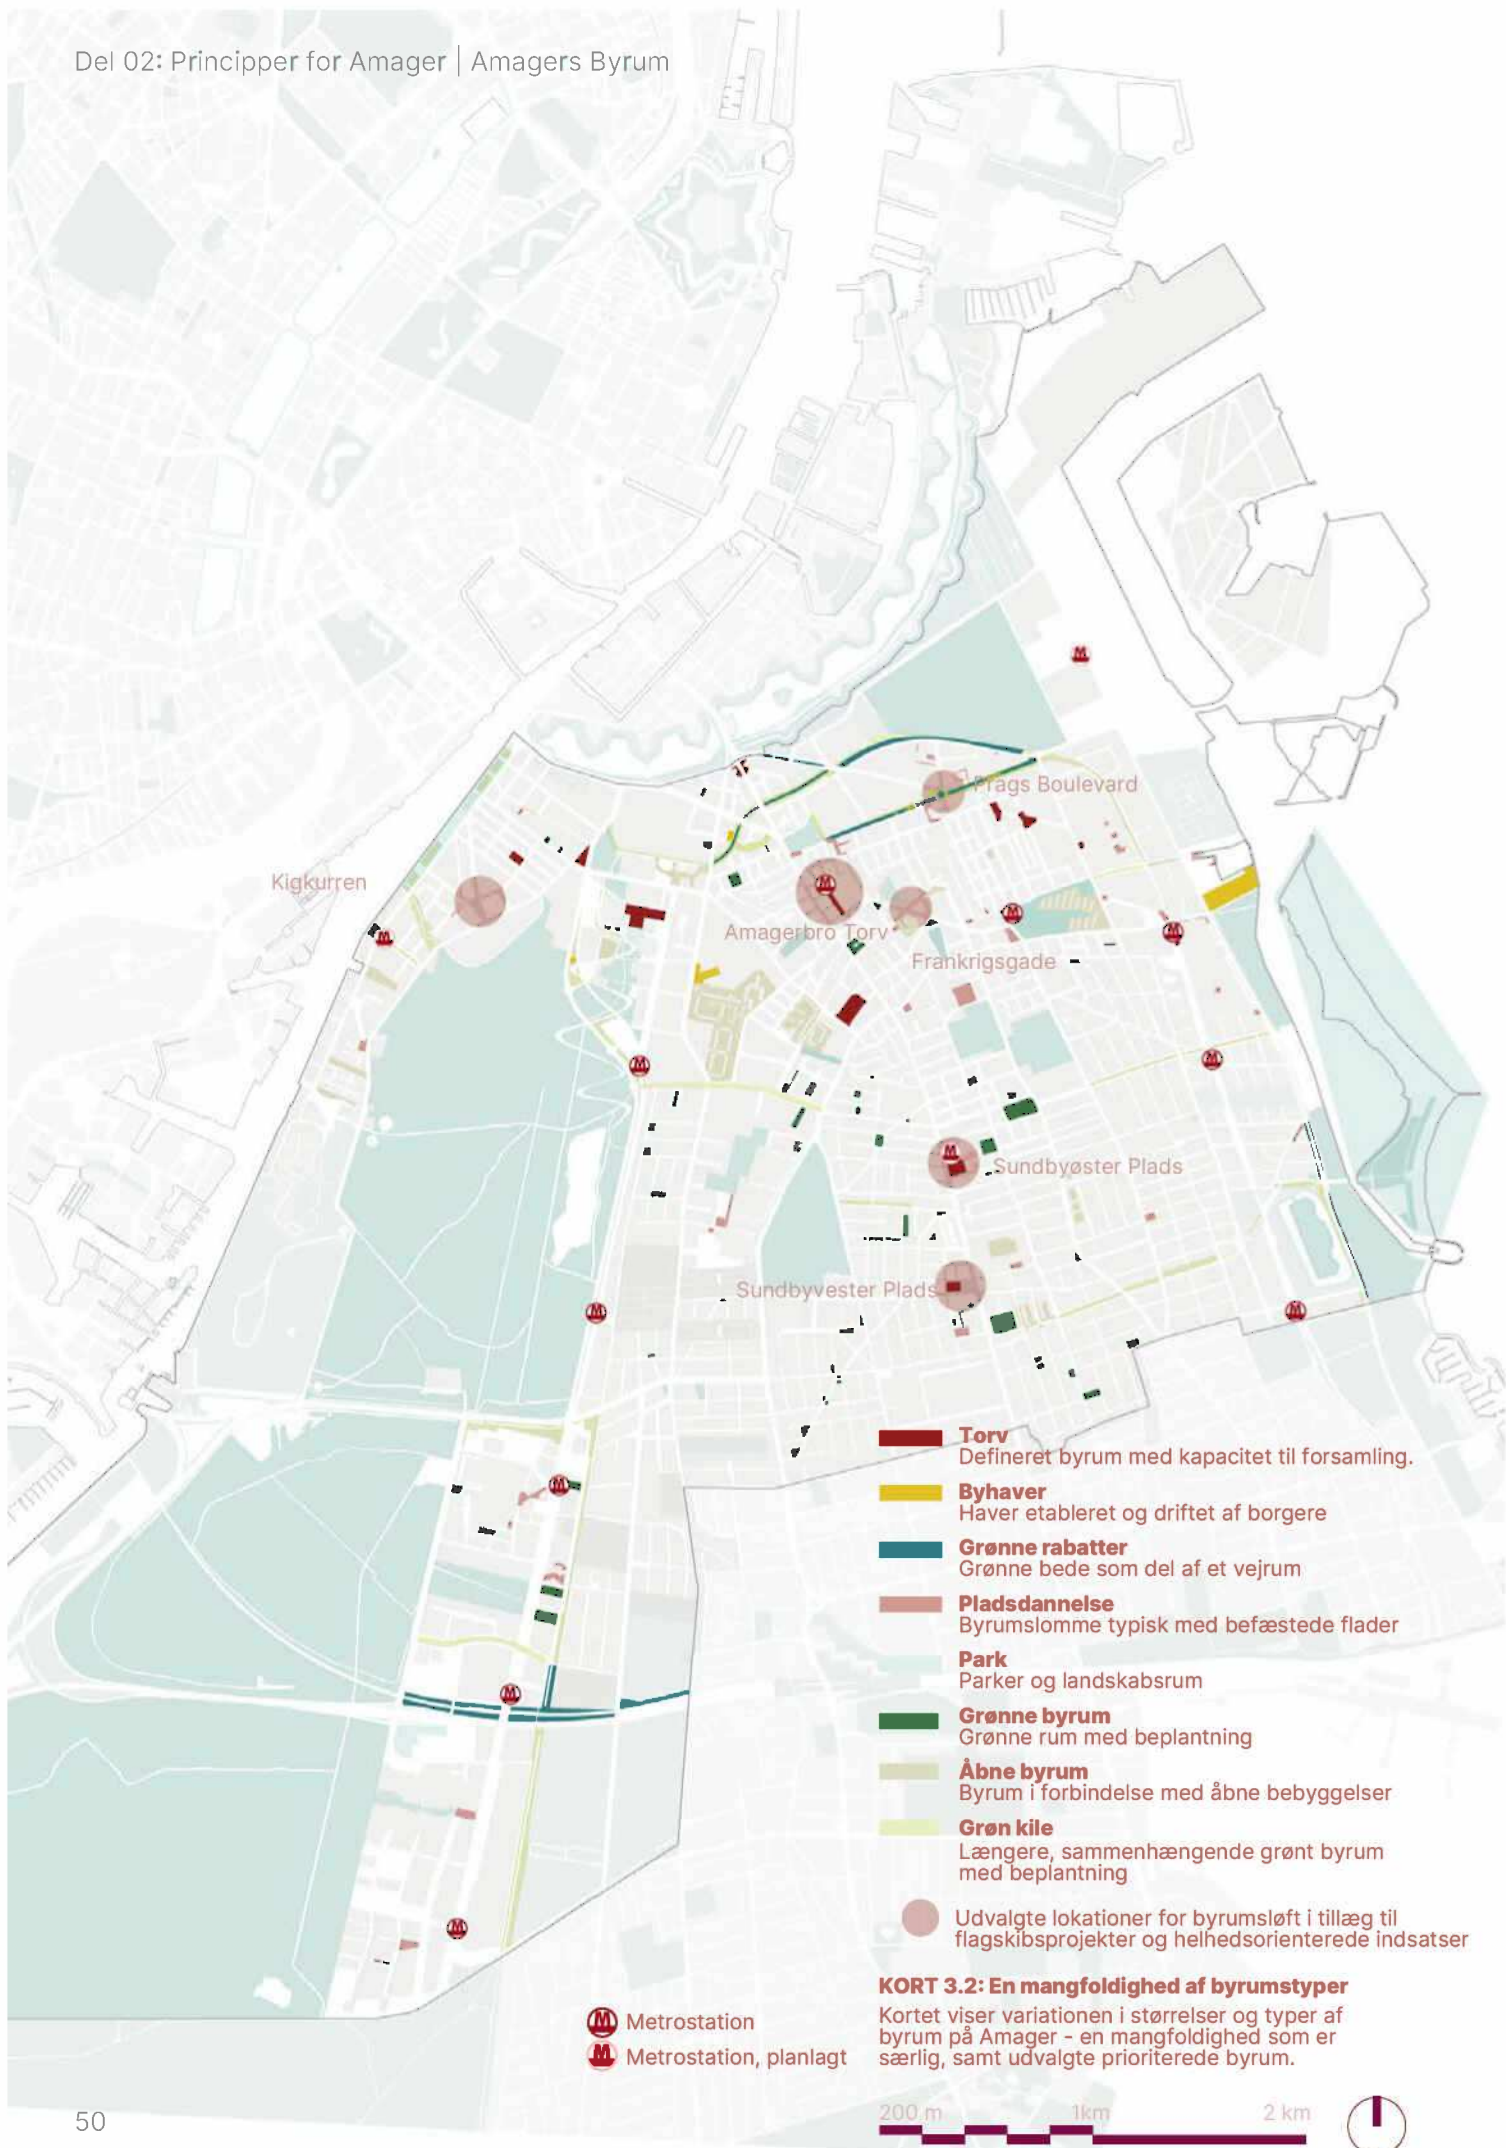 Del 02: Principper for Amager | Amagers Byrum
Prags Boulevard
Kigkurren
Amagerbro Torv
Frankrigsgade
Sundbyøster Plads
Sundbyvester Plads
Torv
Defineret byrum med kapacitet til forsamling.
Byhaver
Haver etableret og driftet af borgere
Grønne rabatter
Grønne bede som del af et vejrum
Pladsdannelse
Byrumslomme typisk med befæstede flader
Park
Parker og landskabsrum
Grønne byrum
Grønne rum med beplantning
Åbne byrum
Byrum i forbindelse med åbne bebyggelser
Grøn kile
Længere, sammenhængende grønt byrum
med beplantning
Udvalgte lokationer for byrumsløft i tillæg til
flagskibsprojekter og helhedsorienterede indsatser
KORT 3.2: En mangfoldighed af byrumstyper
Kortet viser variationen i størrelser og typer af
byrum på Amager - en mangfoldighed som er
særlig, samt udvalgte prioriterede byrum.
M Metrostation
M Metrostation, planlagt
200 m 1km 2 km
50